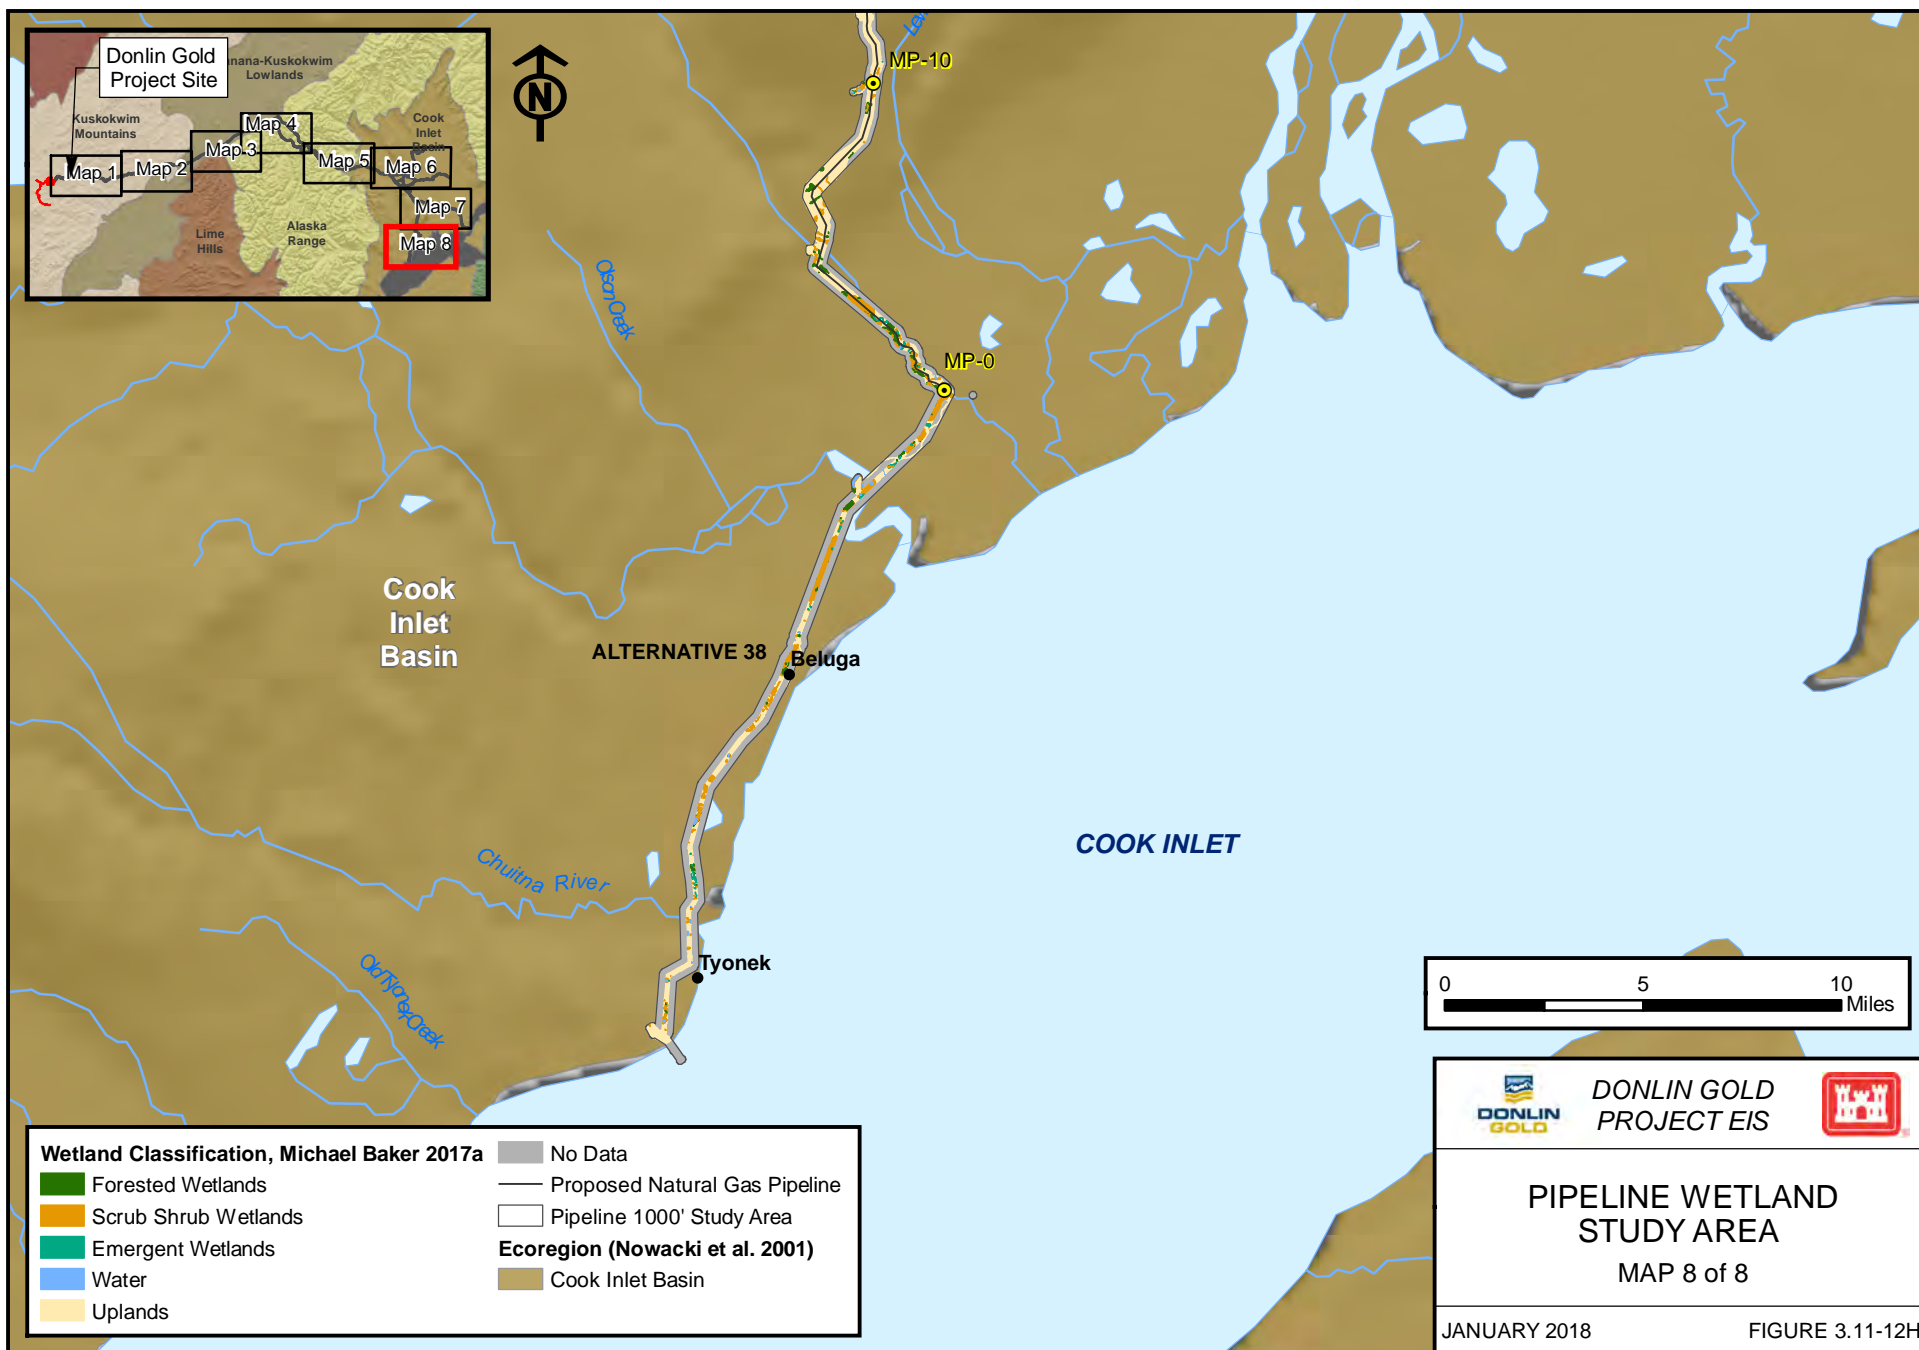 Donlin Gold
Project Site
nana-Kuskokwim
Lowlands
Kuskokwim
Mountains
Cook
Inlet
Basin
Map 1
Map 2
Map 3
Map 4
Map 5
Map 6
Map 7
Map 8
Lime
Hills
Alaska
Range
N
MP-10
Olson Creek
MP-0
Cook
Inlet
Basin
ALTERNATIVE 38
Beluga
COOK INLET
Chuitna River
Tyonek
Old Tyonek Creek
0 5 10
Miles
Wetland Classification, Michael Baker 2017a
Forested Wetlands
Scrub Shrub Wetlands
Emergent Wetlands
Water
Uplands
No Data
Proposed Natural Gas Pipeline
Pipeline 1000' Study Area
Ecoregion (Nowacki et al. 2001)
Cook Inlet Basin
DONLIN
GOLD
DONLIN GOLD
PROJECT EIS
PIPELINE WETLAND
STUDY AREA
MAP 8 of 8
JANUARY 2018
FIGURE 3.11-12H